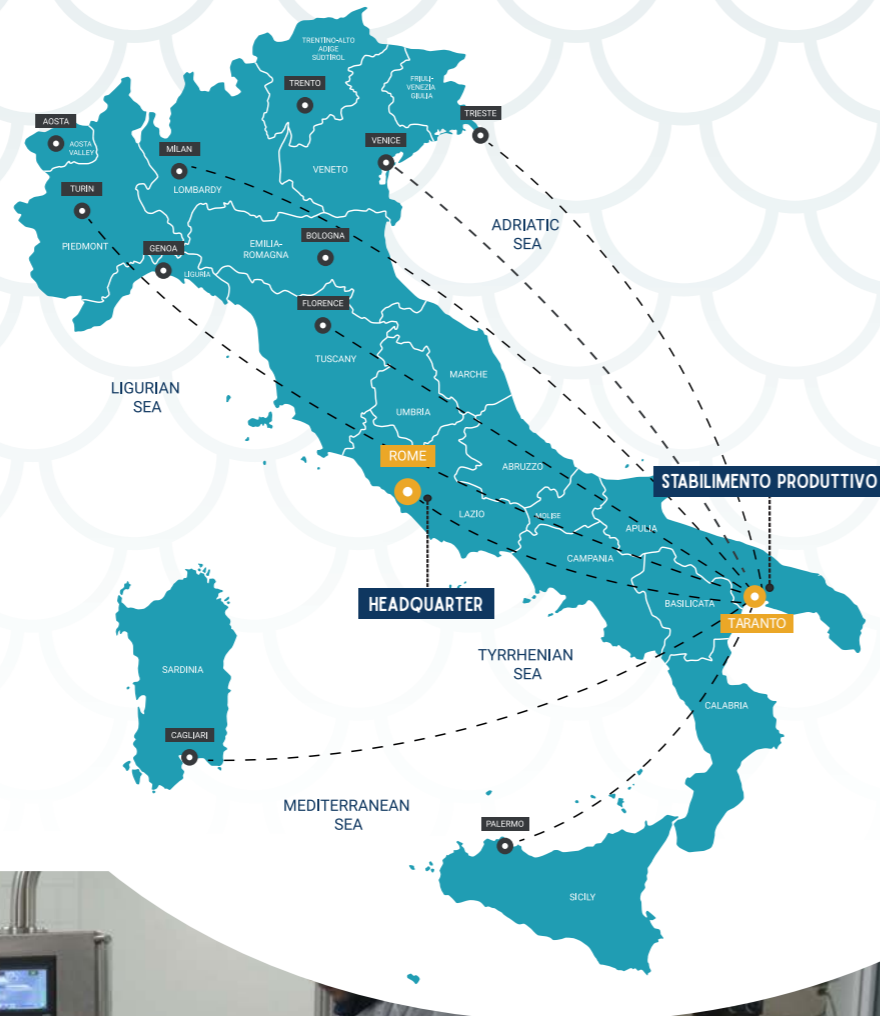 TRENTINO-ALTO
ADIGE
SÜDTIROL
TRENTO
FRIULI-
VENEZIA
GIULIA
TRIESTE
AOSTA
AOSTA
VALLEY
MILAN
VENICE
VENETO
LOMBARDY
TURIN
PIEDMONT
GENOA
LIGURIA
EMILIA-
ROMAGNA
BOLOGNA
ADRIATIC
SEA
FLORENCE
TUSCANY
MARCHE
LIGURIAN
SEA
UMBRIA
ROME
ABRUZZO
STABILIMENTO PRODUTTIVO
LAZIO
MOLISE
APULIA
CAMPANIA
HEADQUARTER
BASILICATA
TARANTO
TYRRHENIAN
SEA
SARDINIA
CALABRIA
CAGLIARI
MEDITERRANEAN
SEA
PALERMO
SICILY